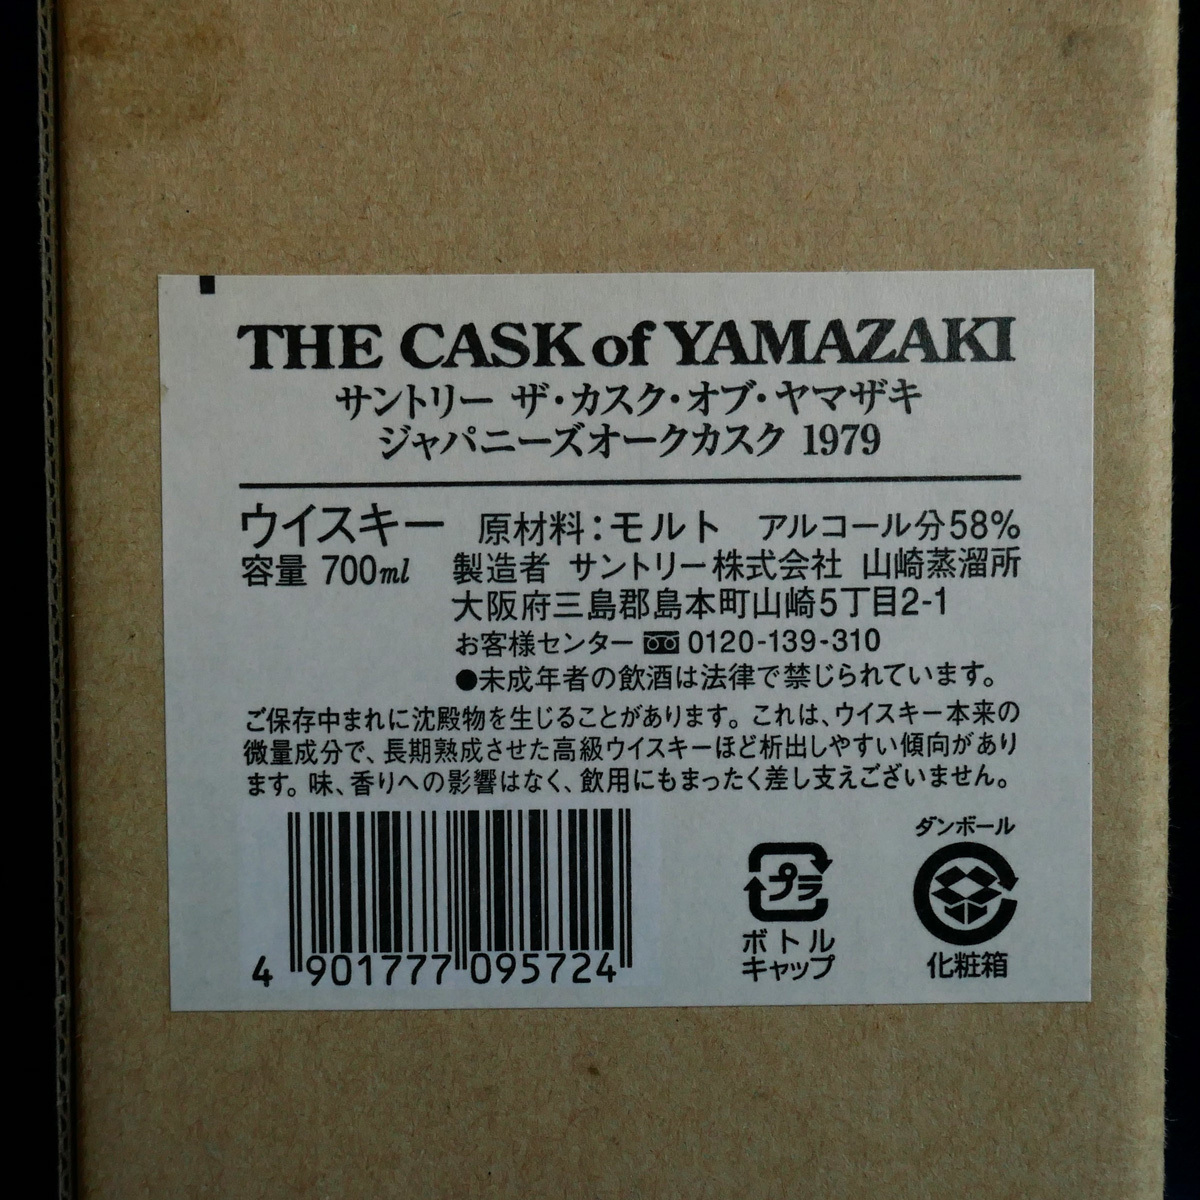 THE CASK of YAMAZAKI
サントリー ザ・カスク・オブ・ヤマザキ
ジャパニーズオークカスク 1979
ウイスキー 原材料：モルト アルコール分58%
容量 700ml 製造者 サントリー株式会社 山崎蒸溜所
大阪府三島郡島本町山崎5丁目2-1
お客様センター 0120-139-310
●未成年者の飲酒は法律で禁じられています。
ご保存中まれに沈殿物を生じることがあります。これは、ウイスキー本来の
微量成分で、長期熟成させた高級ウイスキーほど析出しやすい傾向があり
ます。味、香りへの影響はなく、飲用にもまったく差し支えございません。
4 901777 095724
プラ
ボトル
キャップ
ダンボール
化粧箱